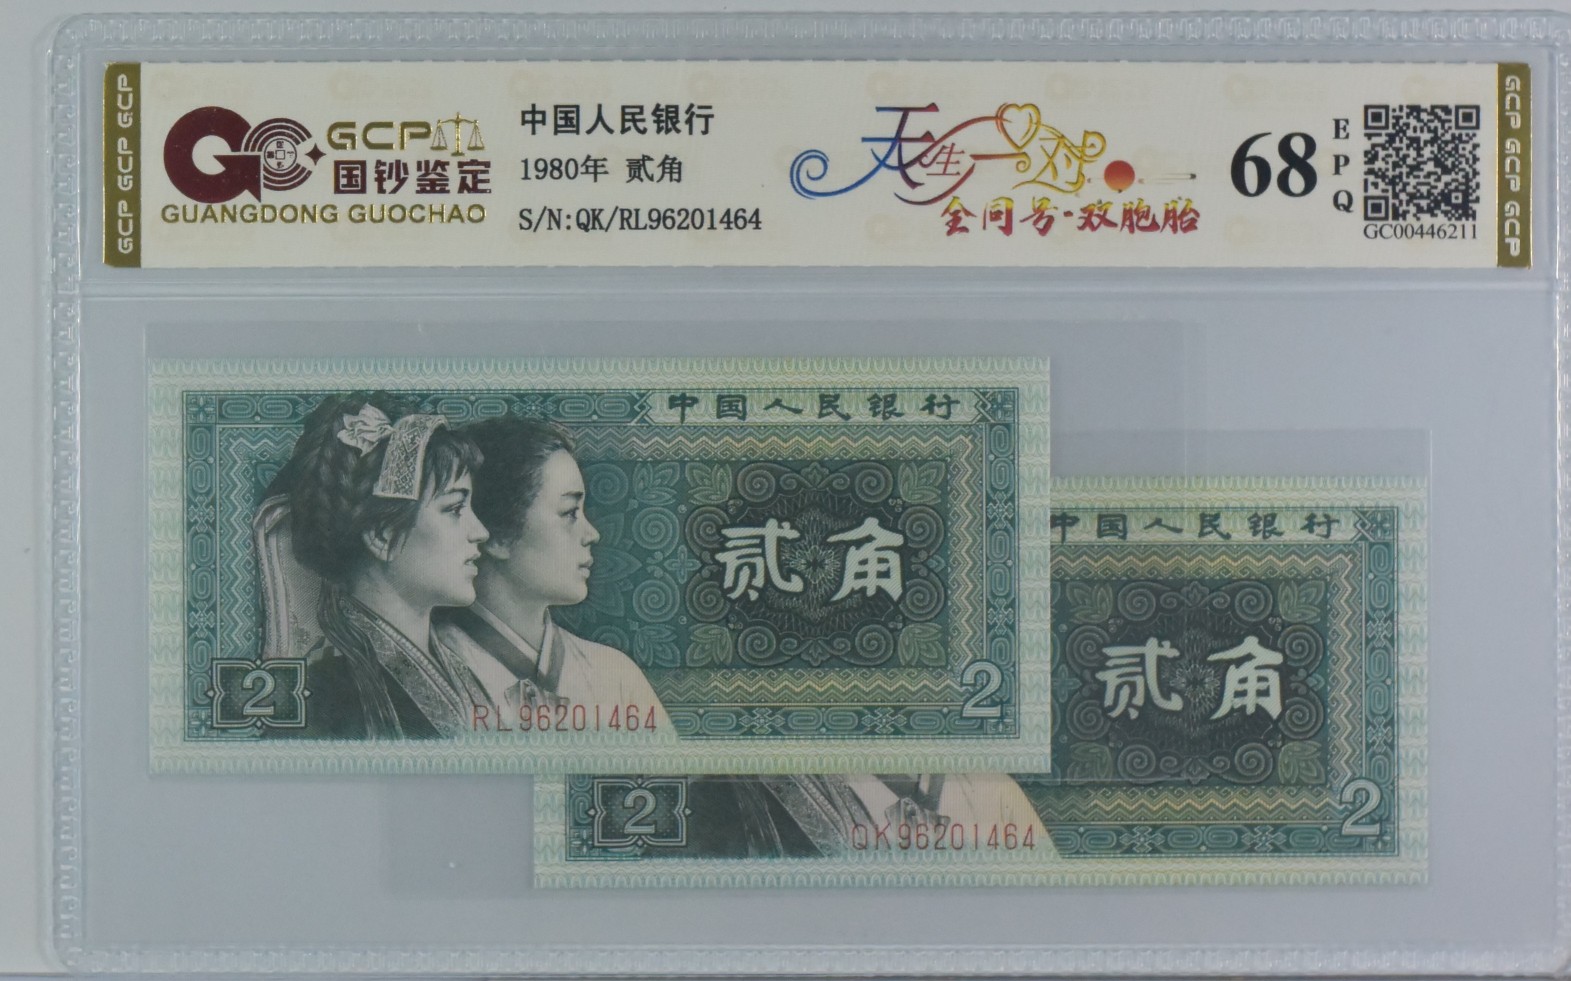 GCP GCP GCP
GCP
国钞鉴定
GUANGDONG GUOCHAO
中国人民银行
1980年 贰角
S/N:QK/RL96201464
天生一对
全同号·双胞胎
68
EPQ
GC00446211
GCP GCP GCP
中国人民银行
贰角
2
2
RL96201464
中国人民银行
贰角
2
2
QK96201464